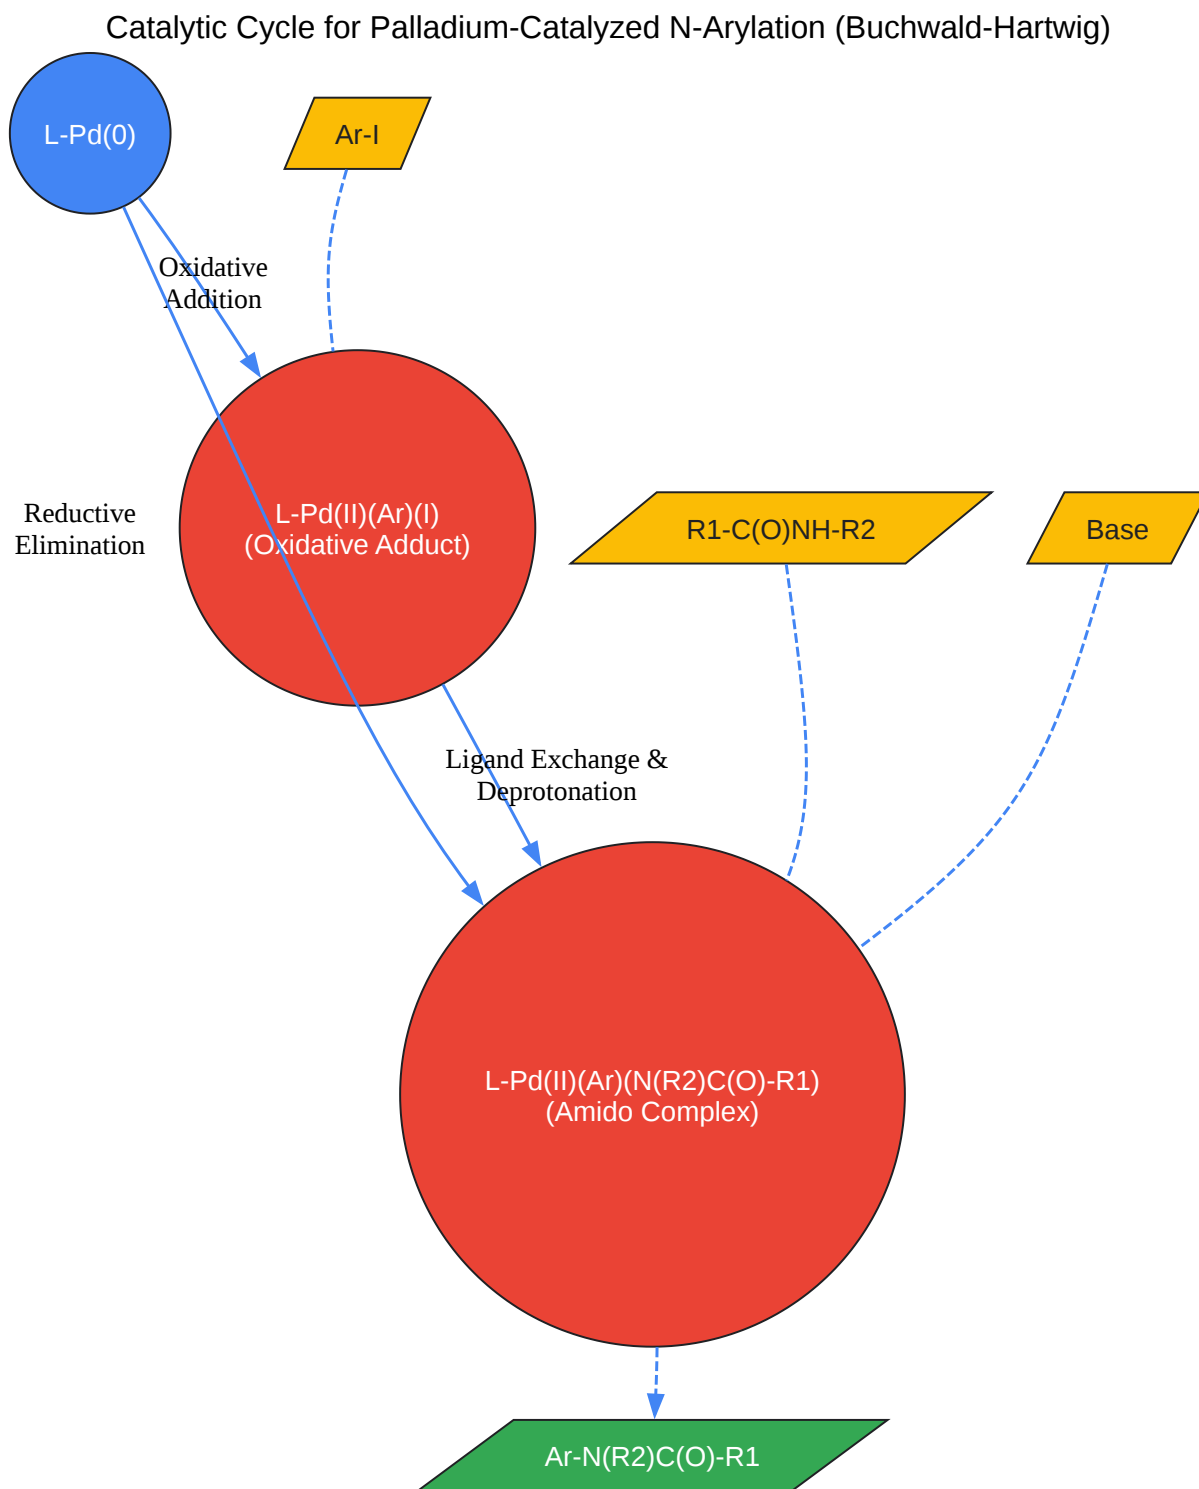 Catalytic Cycle for Palladium-Catalyzed N-Arylation (Buchwald-Hartwig)
L-Pd(0)
Ar-I
Oxidative
Addition
Reductive
Elimination
L-Pd(II)(Ar)(I)
(Oxidative Adduct)
R1-C(O)NH-R2
Base
Ligand Exchange &
Deprotonation
L-Pd(II)(Ar)(N(R2)C(O)-R1)
(Amido Complex)
Ar-N(R2)C(O)-R1